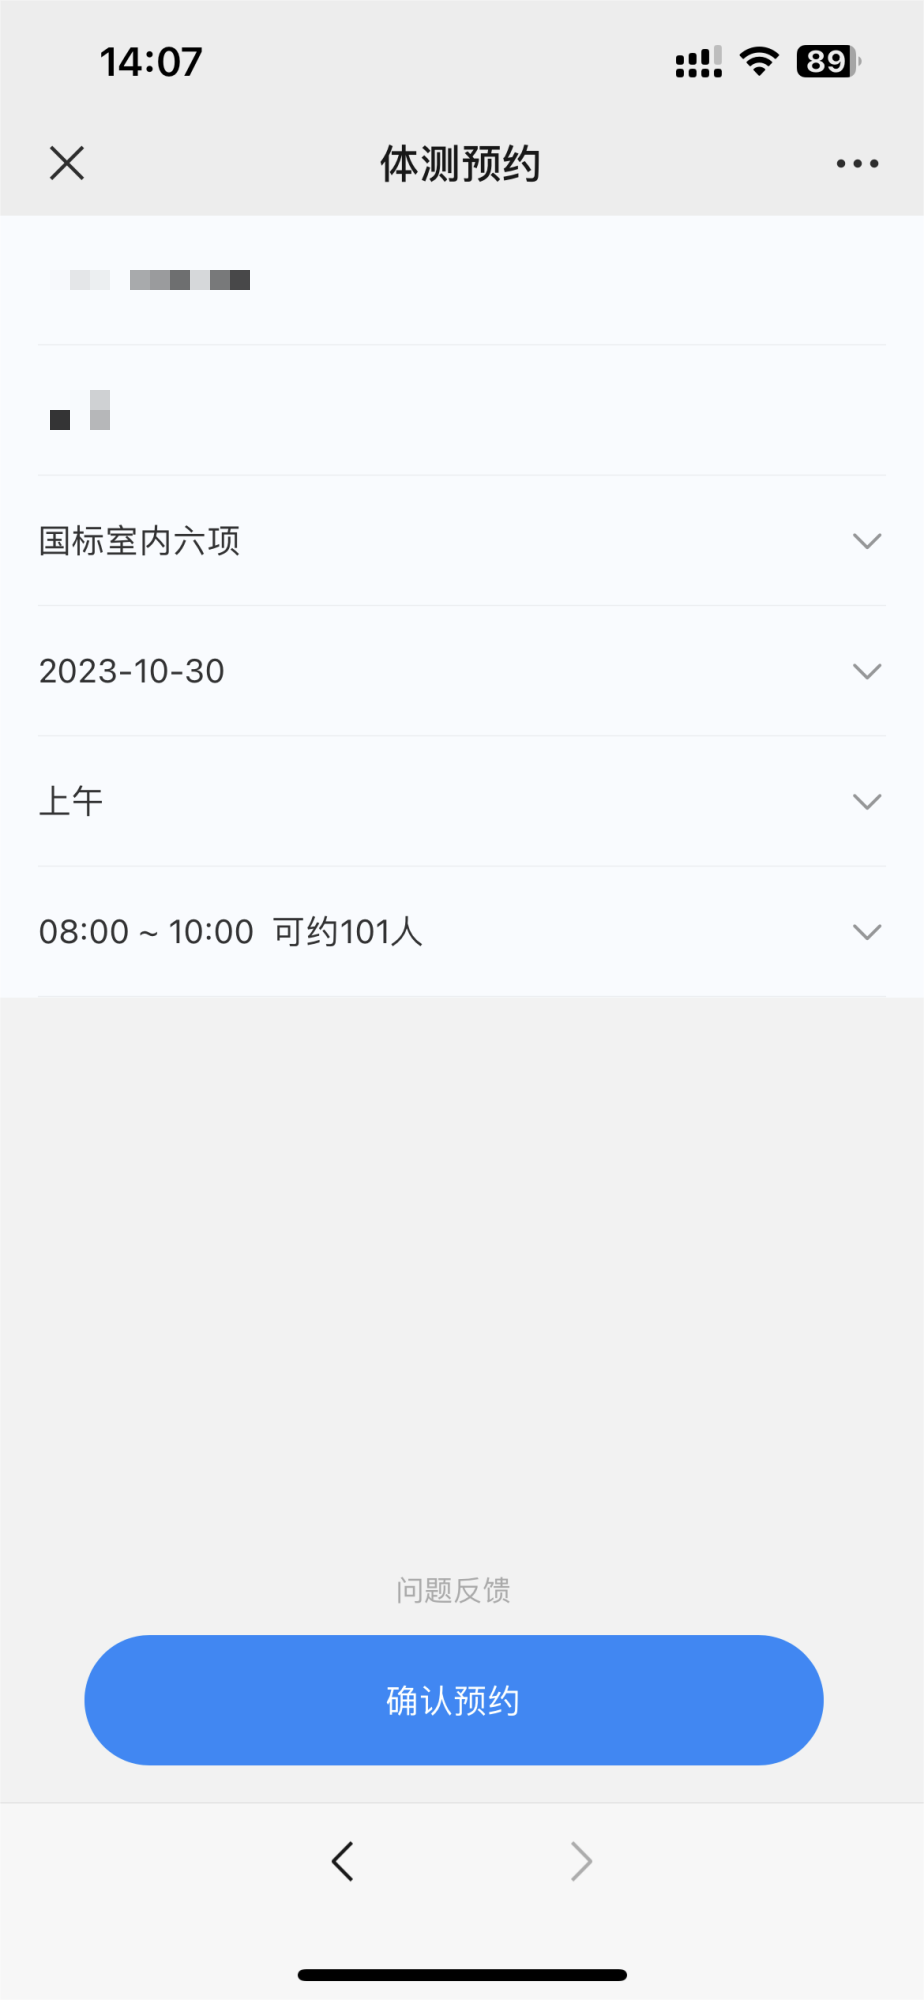 14:07
89
体测预约
国标室内六项
2023-10-30
上午
08:00 ~ 10:00 可约101人
问题反馈
确认预约